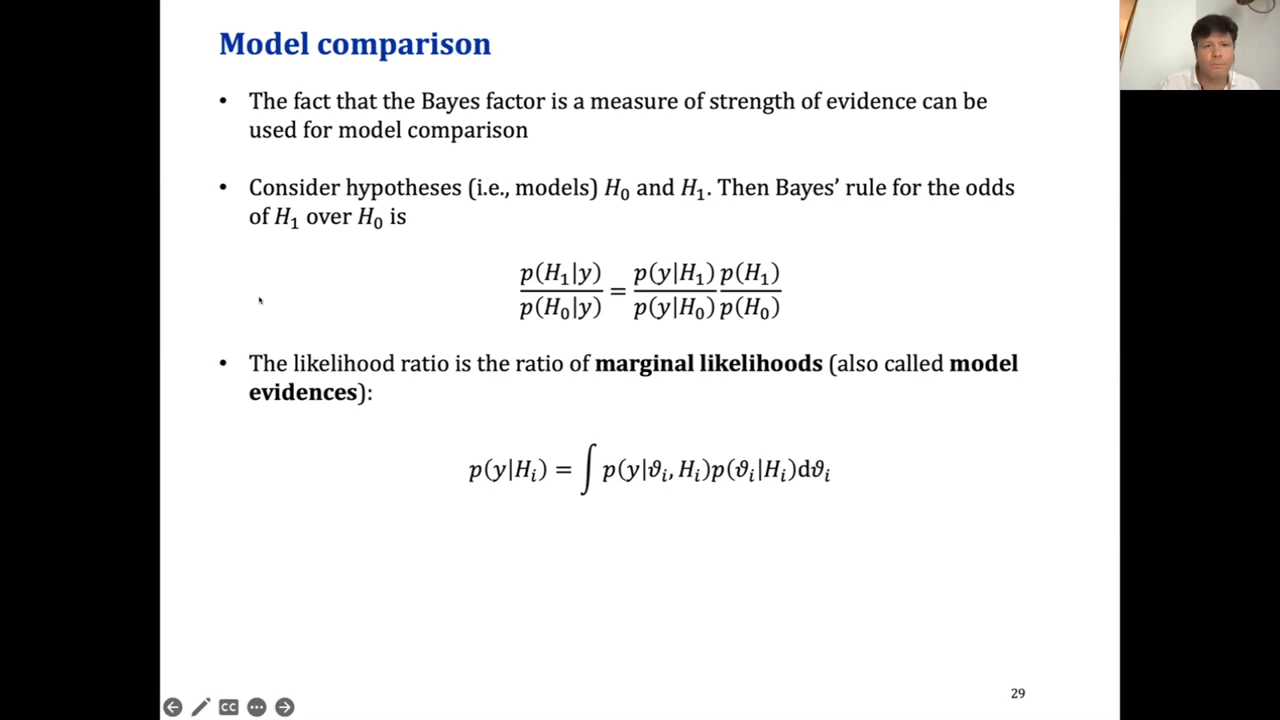 Model comparison
• The fact that the Bayes factor is a measure of strength of evidence can be
used for model comparison
• Consider hypotheses (i.e., models) H₀ and H₁. Then Bayes’ rule for the odds
of H₁ over H₀ is
p(H₁|y) / p(H₀|y) = p(y|H₁) / p(y|H₀) p(H₁) / p(H₀)
• The likelihood ratio is the ratio of marginal likelihoods (also called model
evidences):
p(y|Hᵢ) = ∫ p(y|ϑᵢ, Hᵢ)p(ϑᵢ|Hᵢ)dϑᵢ
29
CC